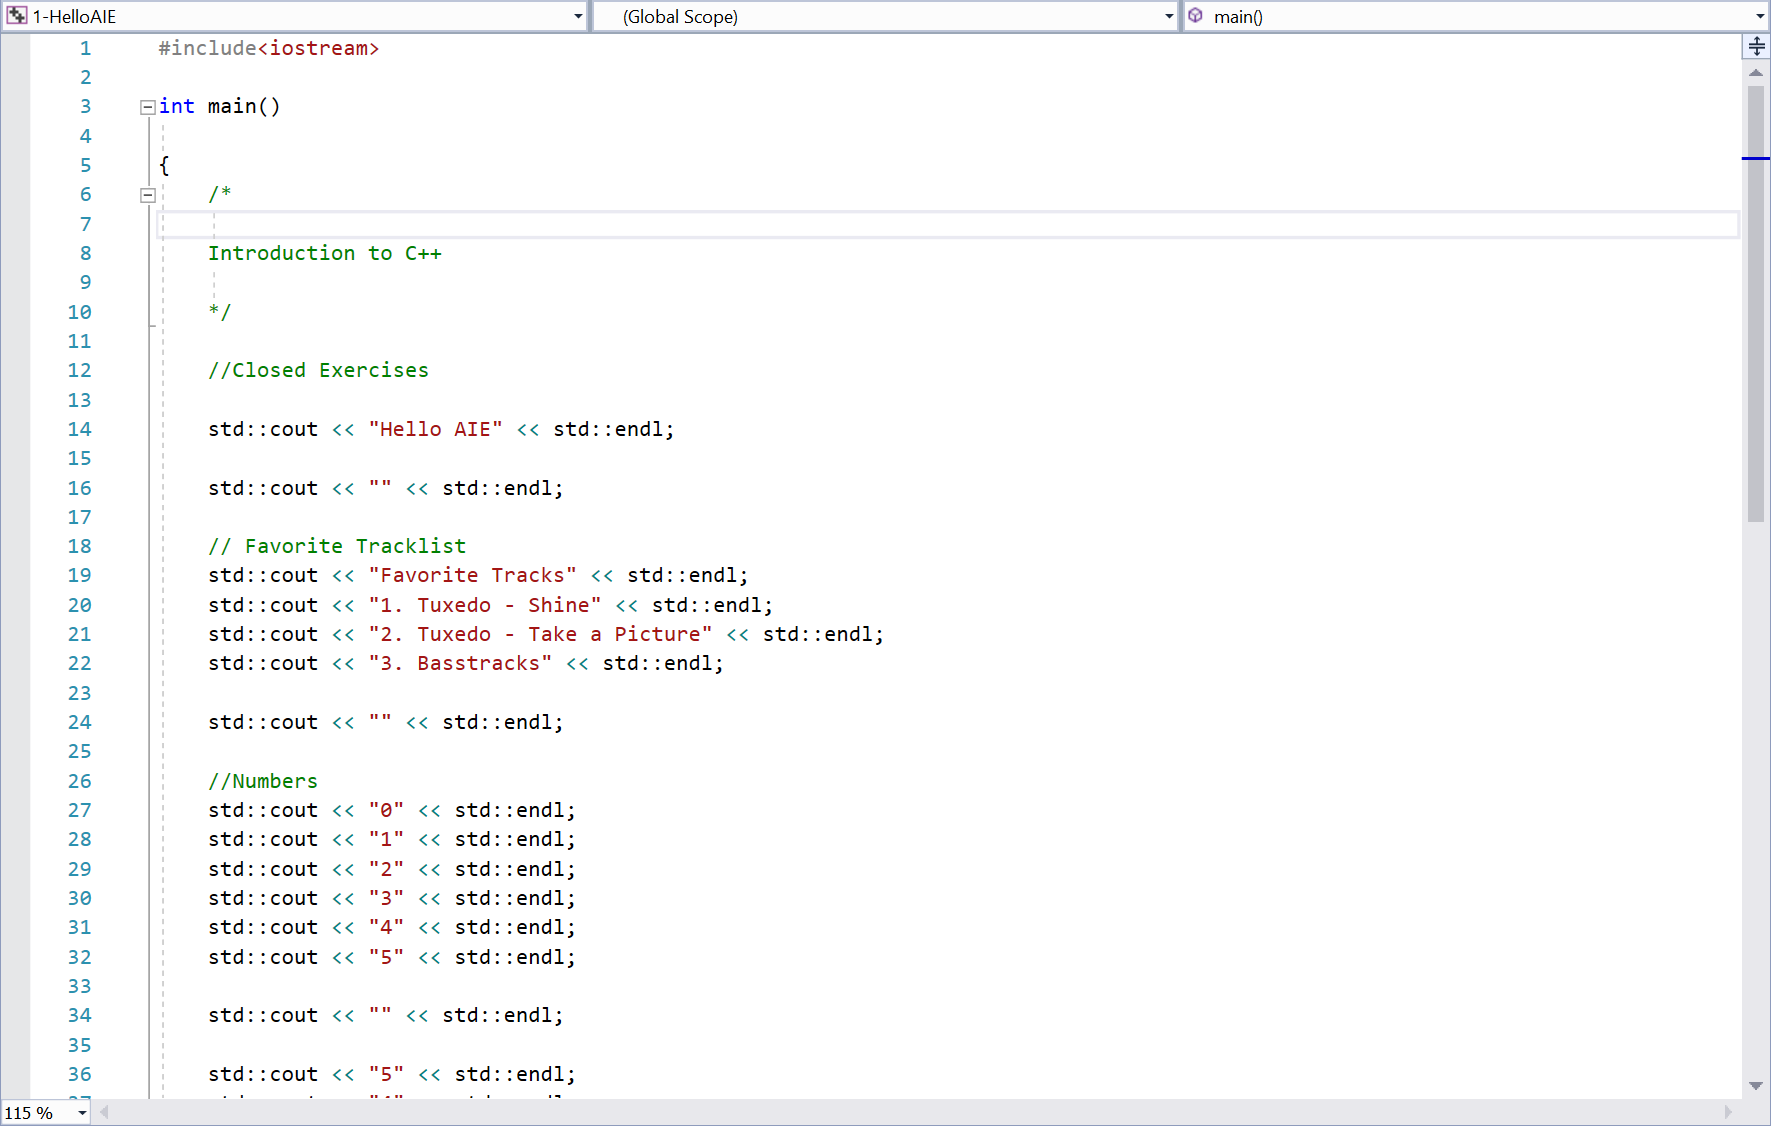 1-HelloAIE (Global Scope) main()
1 #include<iostream>
2
3 int main()
4
5 {
6 /*
7
8 Introduction to C++
9
10 */
11
12 //Closed Exercises
13
14 std::cout << "Hello AIE" << std::endl;
15
16 std::cout << "" << std::endl;
17
18 // Favorite Tracklist
19 std::cout << "Favorite Tracks" << std::endl;
20 std::cout << "1. Tuxedo - Shine" << std::endl;
21 std::cout << "2. Tuxedo - Take a Picture" << std::endl;
22 std::cout << "3. Basstracks" << std::endl;
23
24 std::cout << "" << std::endl;
25
26 //Numbers
27 std::cout << "0" << std::endl;
28 std::cout << "1" << std::endl;
29 std::cout << "2" << std::endl;
30 std::cout << "3" << std::endl;
31 std::cout << "4" << std::endl;
32 std::cout << "5" << std::endl;
33
34 std::cout << "" << std::endl;
35
36 std::cout << "5" << std::endl;
115 %